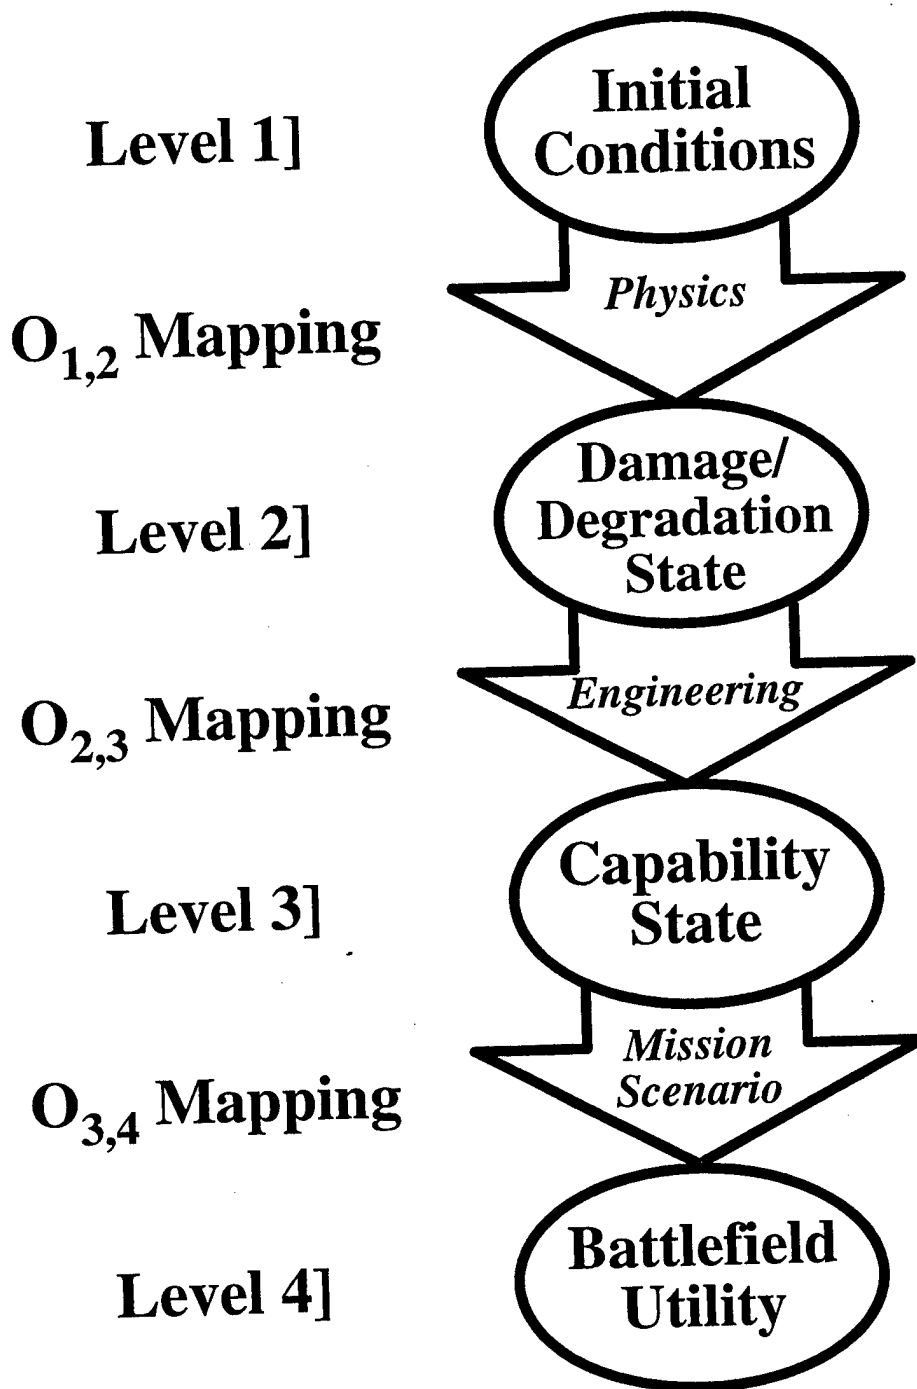 Level 1]
Initial
Conditions
Physics
O1,2 Mapping
Level 2]
Damage/
Degradation
State
Engineering
O2,3 Mapping
Level 3]
Capability
State
Mission
Scenario
O3,4 Mapping
Level 4]
Battlefield
Utility